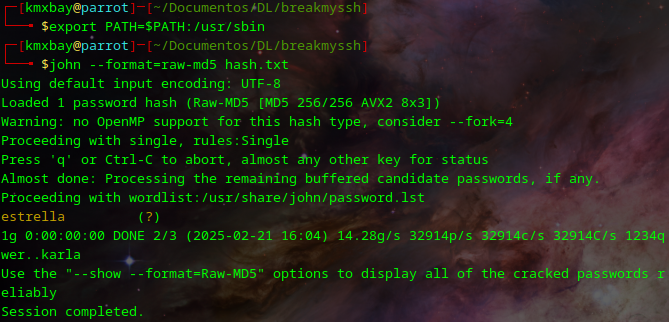 ┌─[kmxbay@parrot]─[~/Documentos/DL/breakmyssh]
└──╼ $export PATH=$PATH:/usr/sbin
┌─[kmxbay@parrot]─[~/Documentos/DL/breakmyssh]
└──╼ $john --format=raw-md5 hash.txt
Using default input encoding: UTF-8
Loaded 1 password hash (Raw-MD5 [MD5 256/256 AVX2 8x3])
Warning: no OpenMP support for this hash type, consider --fork=4
Proceeding with single, rules:Single
Press 'q' or Ctrl-C to abort, almost any other key for status
Almost done: Processing the remaining buffered candidate passwords, if any.
Proceeding with wordlist:/usr/share/john/password.lst
estrella         (?)
1g 0:00:00:00 DONE 2/3 (2025-02-21 16:04) 14.28g/s 32914p/s 32914c/s 32914C/s 1234q
wer..karla
Use the "--show --format=Raw-MD5" options to display all of the cracked passwords r
eliably
Session completed.